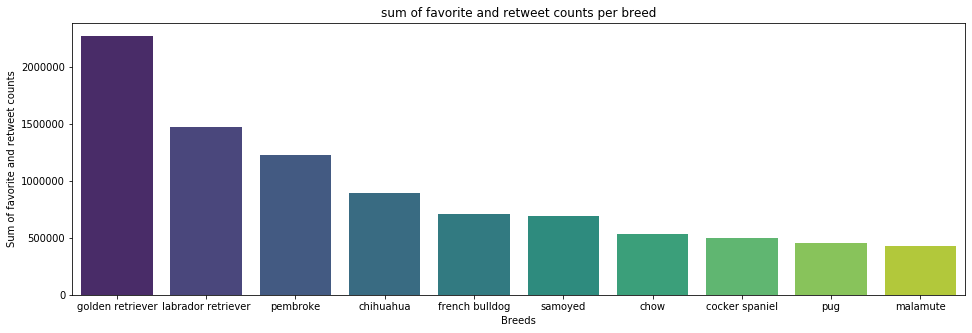 sum of favorite and retweet counts per breed
Sum of favorite and retweet counts
2000000
1500000
1000000
500000
0
golden retriever labrador retriever pembroke chihuahua french bulldog samoyed chow cocker spaniel pug malamute
Breeds